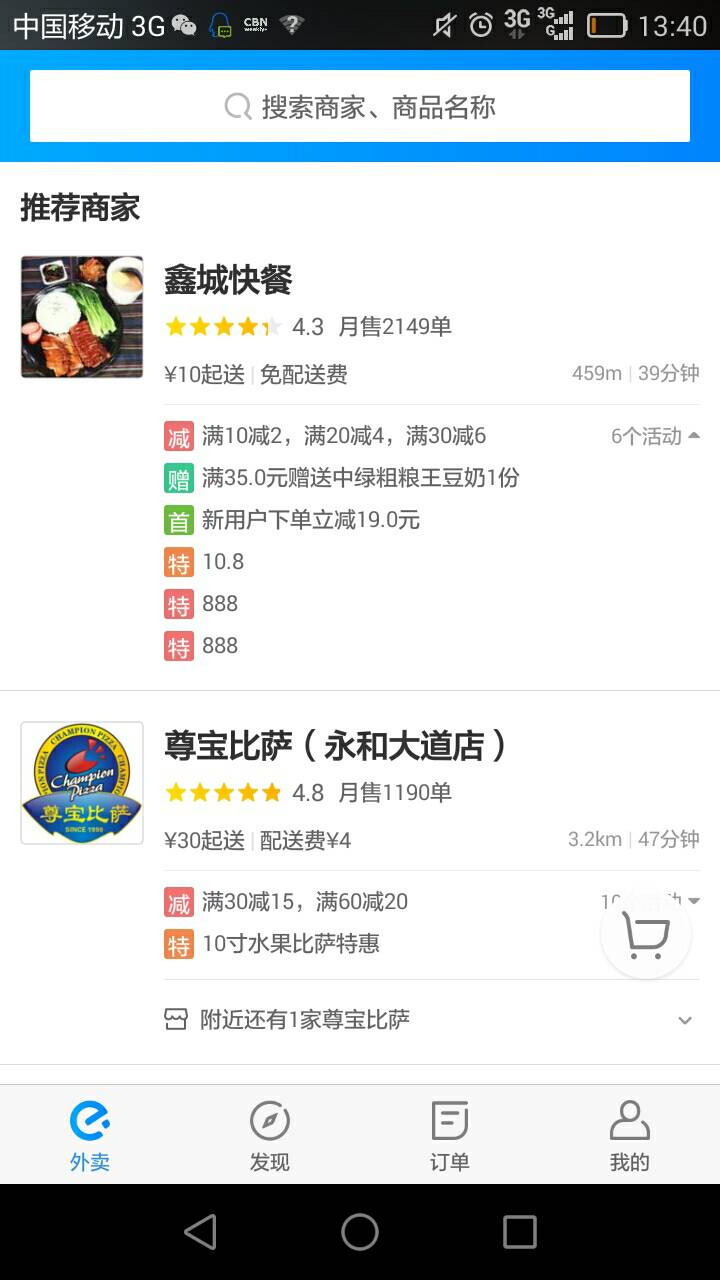 中国移动 3G CBN weekly+ 3G 3G G 13:40
搜索商家、商品名称
推荐商家
鑫城快餐
4.3 月售2149单
¥10起送 | 免配送费 459m | 39分钟
减 满10减2，满20减4，满30减6 6个活动
赠 满35.0元赠送中绿粗粮王豆奶1份
首 新用户下单立减19.0元
特 10.8
特 888
特 888
CHAMPION PIZZA
Champion
Pizza
尊宝比萨
SINCE 1998
尊宝比萨（永和大道店）
4.8 月售1190单
¥30起送 | 配送费¥4 3.2km | 47分钟
减 满30减15，满60减20
特 10寸水果比萨特惠
附近还有1家尊宝比萨
外卖 发现 订单 我的